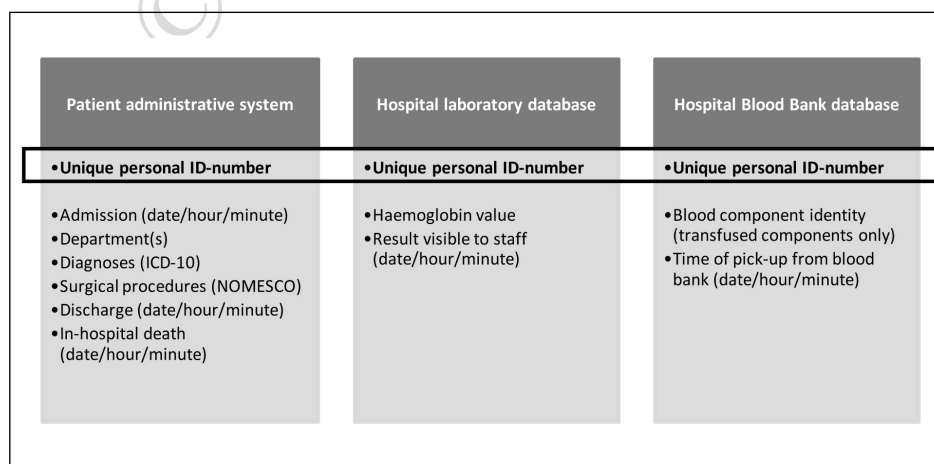 ©
Patient administrative system
•Unique personal ID-number
•Admission (date/hour/minute)
•Department(s)
•Diagnoses (ICD-10)
•Surgical procedures (NOMESCO)
•Discharge (date/hour/minute)
•In-hospital death
(date/hour/minute)
Hospital laboratory database
•Unique personal ID-number
•Haemoglobin value
•Result visible to staff
(date/hour/minute)
Hospital Blood Bank database
•Unique personal ID-number
•Blood component identity
(transfused components only)
•Time of pick-up from blood
bank (date/hour/minute)